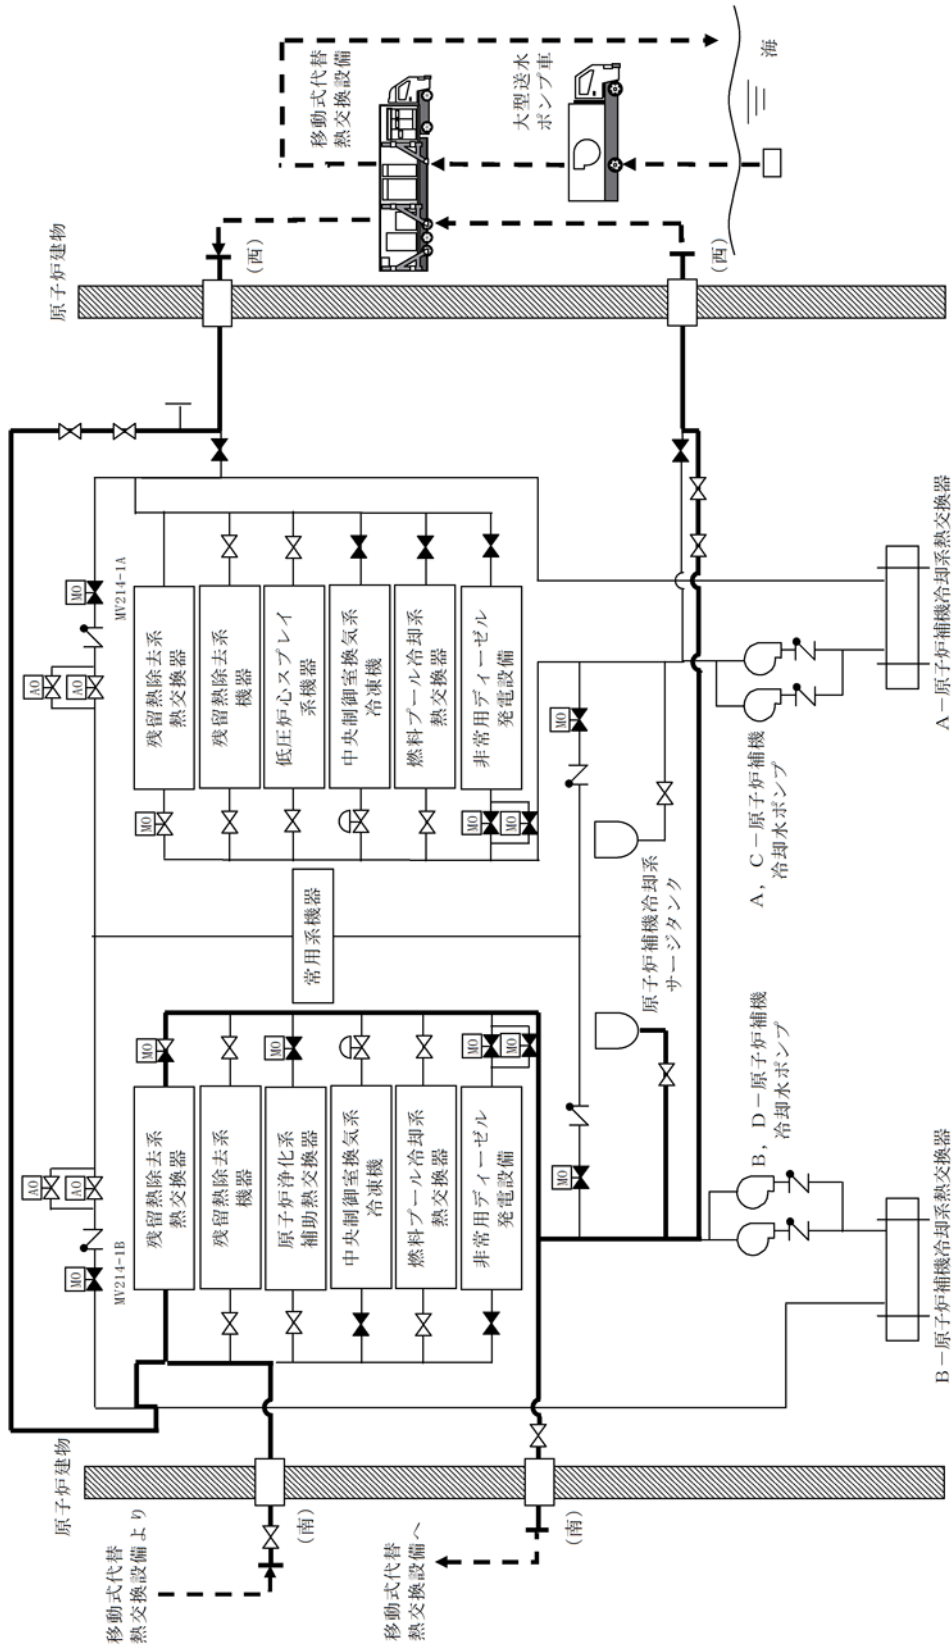 原子炉建物
移動式代替
熱交換設備
大型送水
ポンプ車
海
(西)
(西)
MO
MV214-1A
AO
AO
残留熱除去系
熱交換器
残留熱除去系
機器
低圧炉心スプレイ
系機器
中央制御室換気系
冷凍機
燃料プール冷却系
熱交換器
非常用ディーゼル
発電設備
MO
MO
MO
MO
A-原子炉補機冷却系熱交換器
A, C-原子炉補機
冷却水ポンプ
常用系機器
原子炉補機冷却系
サージタンク
MO
MO
MO
MO
MO
AO
AO
MO
MV214-1B
残留熱除去系
熱交換器
残留熱除去系
機器
原子炉浄化系
補助熱交換器
中央制御室換気系
冷凍機
燃料プール冷却系
熱交換器
非常用ディーゼル
発電設備
B, D-原子炉補機
冷却水ポンプ
B-原子炉補機冷却系熱交換器
原子炉建物
(南)
(南)
移動式代替
熱交換設備より
移動式代替
熱交換設備へ